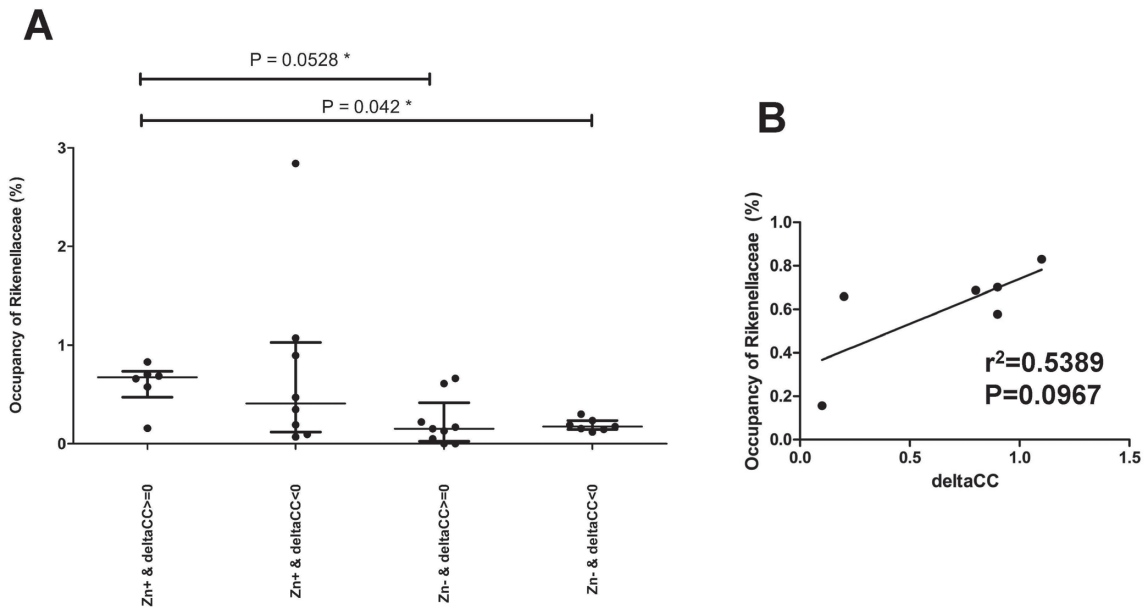 A
P = 0.0528 *
P = 0.042 *
Occupancy of Rikenellaceae (%)
3
2
1
0
Zn+ & deltaCC>=0
Zn+ & deltaCC<0
Zn- & deltaCC>=0
Zn- & deltaCC<0
B
Occupancy of Rikenellaceae (%)
1.0
0.8
0.6
0.4
0.2
0.0
r²=0.5389
P=0.0967
0.0 0.5 1.0 1.5
deltaCC